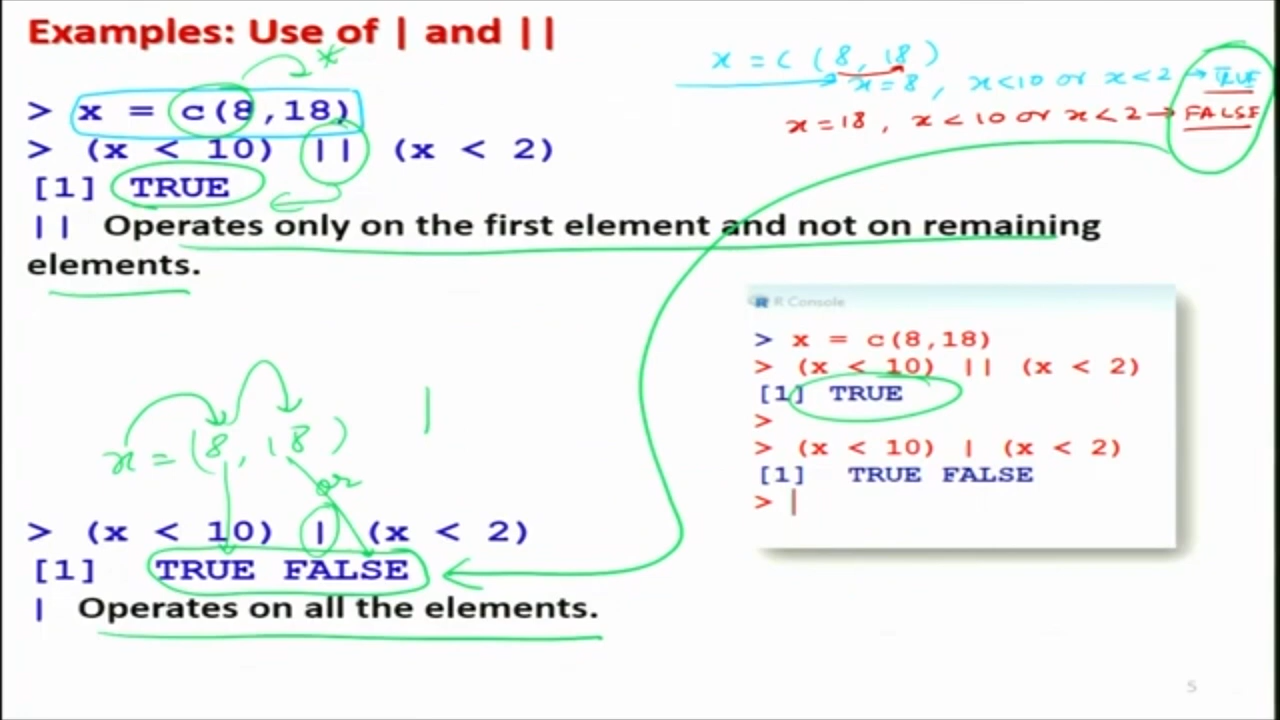 Examples: Use of | and ||
x = c (8, 18)
x = 8, x < 10 or x < 2 → TRUE
x = 18, x < 10 or x < 2 → FALSE
*
> x = c(8,18)
> (x < 10) || (x < 2)
[1] TRUE
|| Operates only on the first element and not on remaining
elements.
R Console
> x = c(8,18)
> (x < 10) || (x < 2)
[1] TRUE
>
> (x < 10) | (x < 2)
[1] TRUE FALSE
> |
|
x = (8, 18)
or
> (x < 10) | (x < 2)
[1] TRUE FALSE
| Operates on all the elements.
5